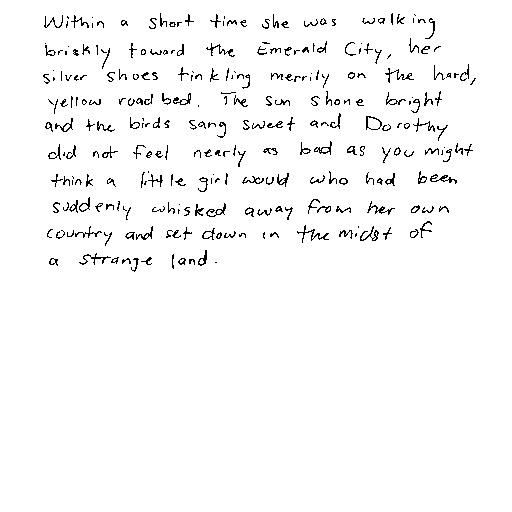 Within a short time she was walking
briskly toward the Emerald City, her
silver shoes tinkling merrily on the hard,
yellow road bed. The sun shone bright
and the birds sang sweet and Dorothy
did not feel nearly as bad as you might
think a little girl would who had been
suddenly whisked away from her own
country and set down in the midst of
a strange land.